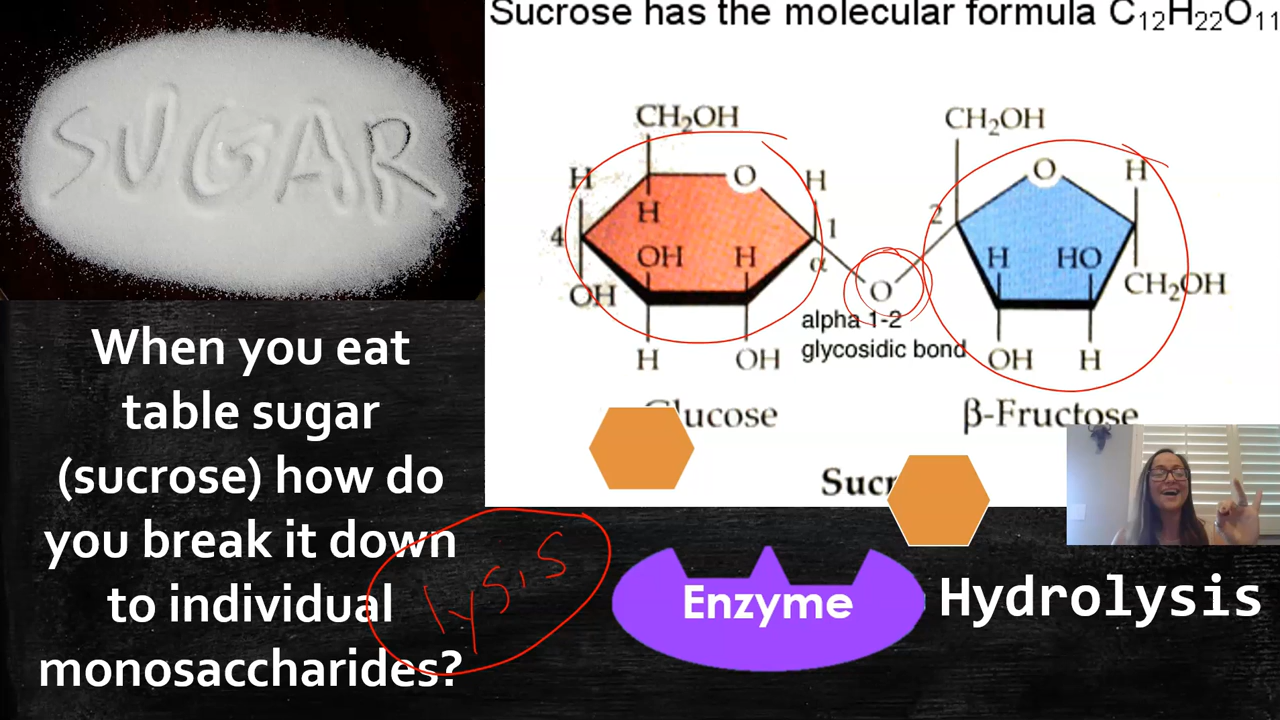 SUGAR
When you eat
table sugar
(sucrose) how do
you break it down
to individual
monosaccharides?
lysis
Sucrose has the molecular formula C₁₂H₂₂O₁₁
CH₂OH
CH₂OH
H
O
H
O
H
H
2
4
1
OH
H
α
H
HO
OH
O
CH₂OH
alpha 1-2
glycosidic bond
H
OH
OH
H
lucose
β-Fructose
Sucr
Enzyme
Hydrolysis